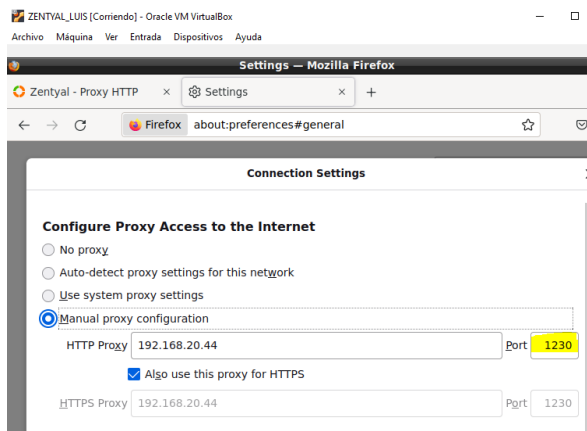 ZENTYAL_LUIS [Corriendo] - Oracle VM VirtualBox
Archivo Máquina Ver Entrada Dispositivos Ayuda
Settings — Mozilla Firefox
Zentyal - Proxy HTTP × Settings × +
Firefox about:preferences#general
Connection Settings
Configure Proxy Access to the Internet
No proxy
Auto-detect proxy settings for this network
Use system proxy settings
Manual proxy configuration
HTTP Proxy 192.168.20.44 Port 1230
Also use this proxy for HTTPS
HTTPS Proxy 192.168.20.44 Port 1230